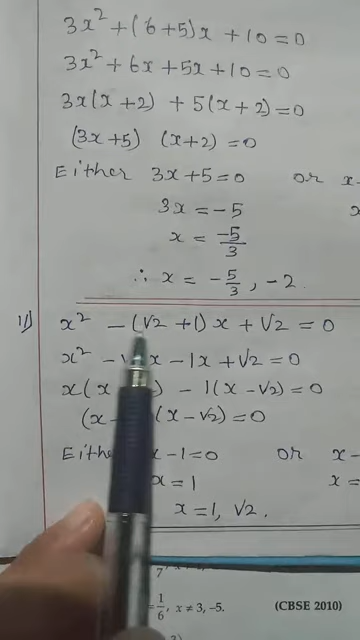 3x² + (6+5)x + 10 = 0
3x² + 6x + 5x + 10 = 0
3x(x+2) + 5(x+2) = 0
(3x+5) (x+2) = 0
Either 3x+5=0 or x-
3x = -5 x
x = -5/3
∴ x = -5/3, -2.
11) x² - (√2 + 1)x + √2 = 0
x² - x - 1x + √2 = 0
x(x ) - 1(x - √2) = 0
(x - (x - √2) = 0
Eithe x - 1 = 0 or x-
x = 1 x =
x = 1, √2.
7
= 1/6, x ≠ 3, -5. (CBSE 2010)